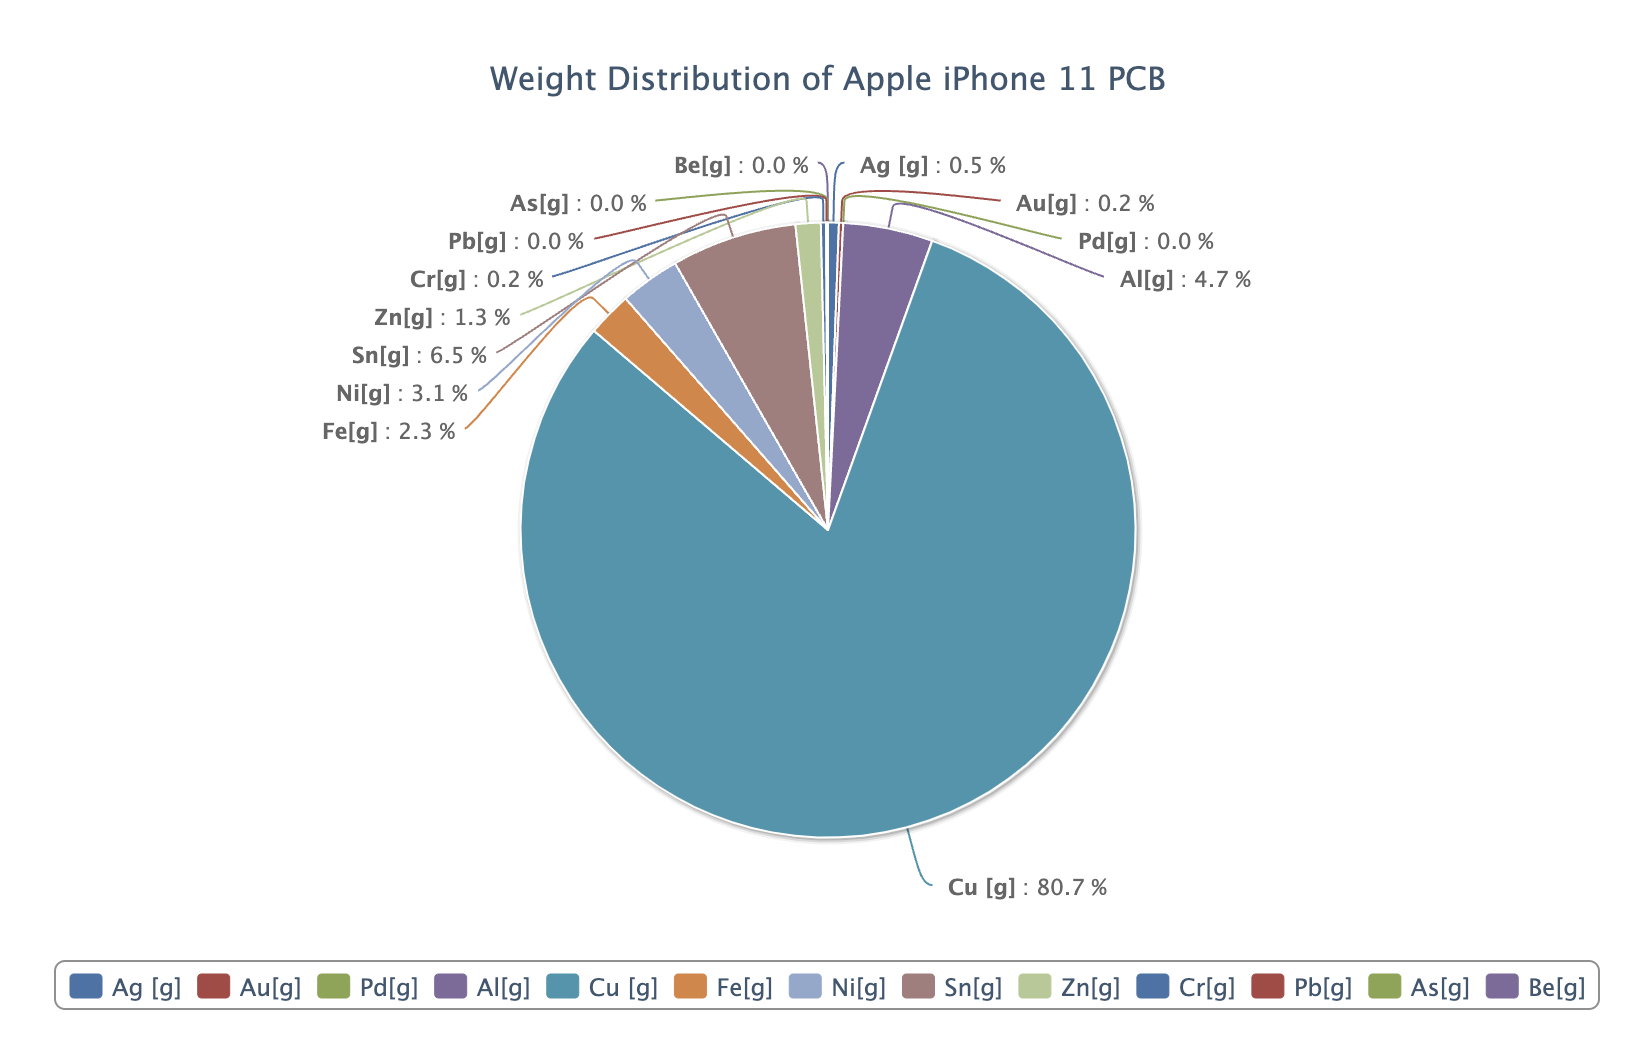 Weight Distribution of Apple iPhone 11 PCB
Be[g] : 0.0 %
Ag [g] : 0.5 %
As[g] : 0.0 %
Au[g] : 0.2 %
Pb[g] : 0.0 %
Pd[g] : 0.0 %
Cr[g] : 0.2 %
Al[g] : 4.7 %
Zn[g] : 1.3 %
Sn[g] : 6.5 %
Ni[g] : 3.1 %
Fe[g] : 2.3 %
Cu [g] : 80.7 %
Ag [g] Au[g] Pd[g] Al[g] Cu [g] Fe[g] Ni[g] Sn[g] Zn[g] Cr[g] Pb[g] As[g] Be[g]